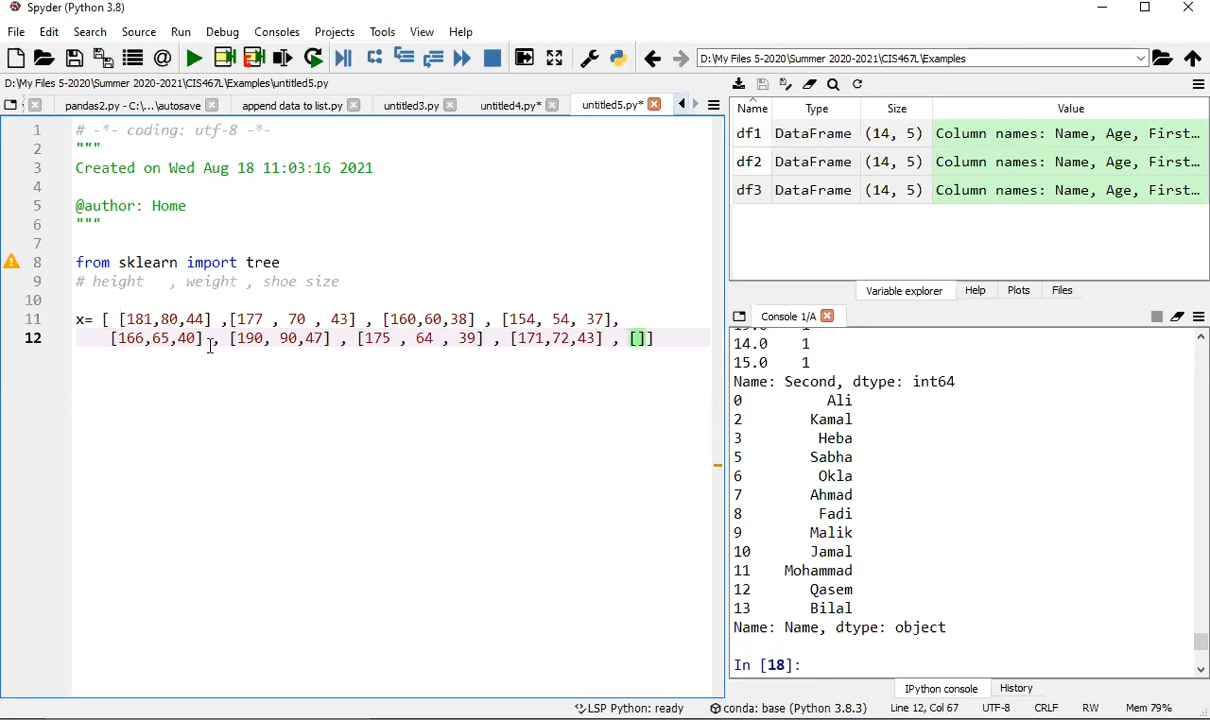 Spyder (Python 3.8)
File Edit Search Source Run Debug Consoles Projects Tools View Help
D:\My Files 5-2020\Summer 2020-2021\CIS467L\Examples
D:\My Files 5-2020\Summer 2020-2021\CIS467L\Examples\untitled5.py
pandas2.py - C:\...\autosave append data to list.py untitled3.py untitled4.py* untitled5.py*
1 # -*- coding: utf-8 -*-
2 """
3 Created on Wed Aug 18 11:03:16 2021
4
5 @author: Home
6 """
7
8 from sklearn import tree
9 # height , weight , shoe size
10
11 x= [ [181,80,44] ,[177 , 70 , 43] , [160,60,38] , [154, 54, 37],
12 [166,65,40] , [190, 90,47] , [175 , 64 , 39] , [171,72,43] , []]
Name Type Size Value
df1 DataFrame (14, 5) Column names: Name, Age, First...
df2 DataFrame (14, 5) Column names: Name, Age, First...
df3 DataFrame (14, 5) Column names: Name, Age, First...
Variable explorer Help Plots Files
Console 1/A
13.0 1
14.0 1
15.0 1
Name: Second, dtype: int64
0 Ali
2 Kamal
3 Heba
5 Sabha
6 Okla
7 Ahmad
8 Fadi
9 Malik
10 Jamal
11 Mohammad
12 Qasem
13 Bilal
Name: Name, dtype: object
In [18]:
IPython console History
LSP Python: ready conda: base (Python 3.8.3) Line 12, Col 67 UTF-8 CRLF RW Mem 79%